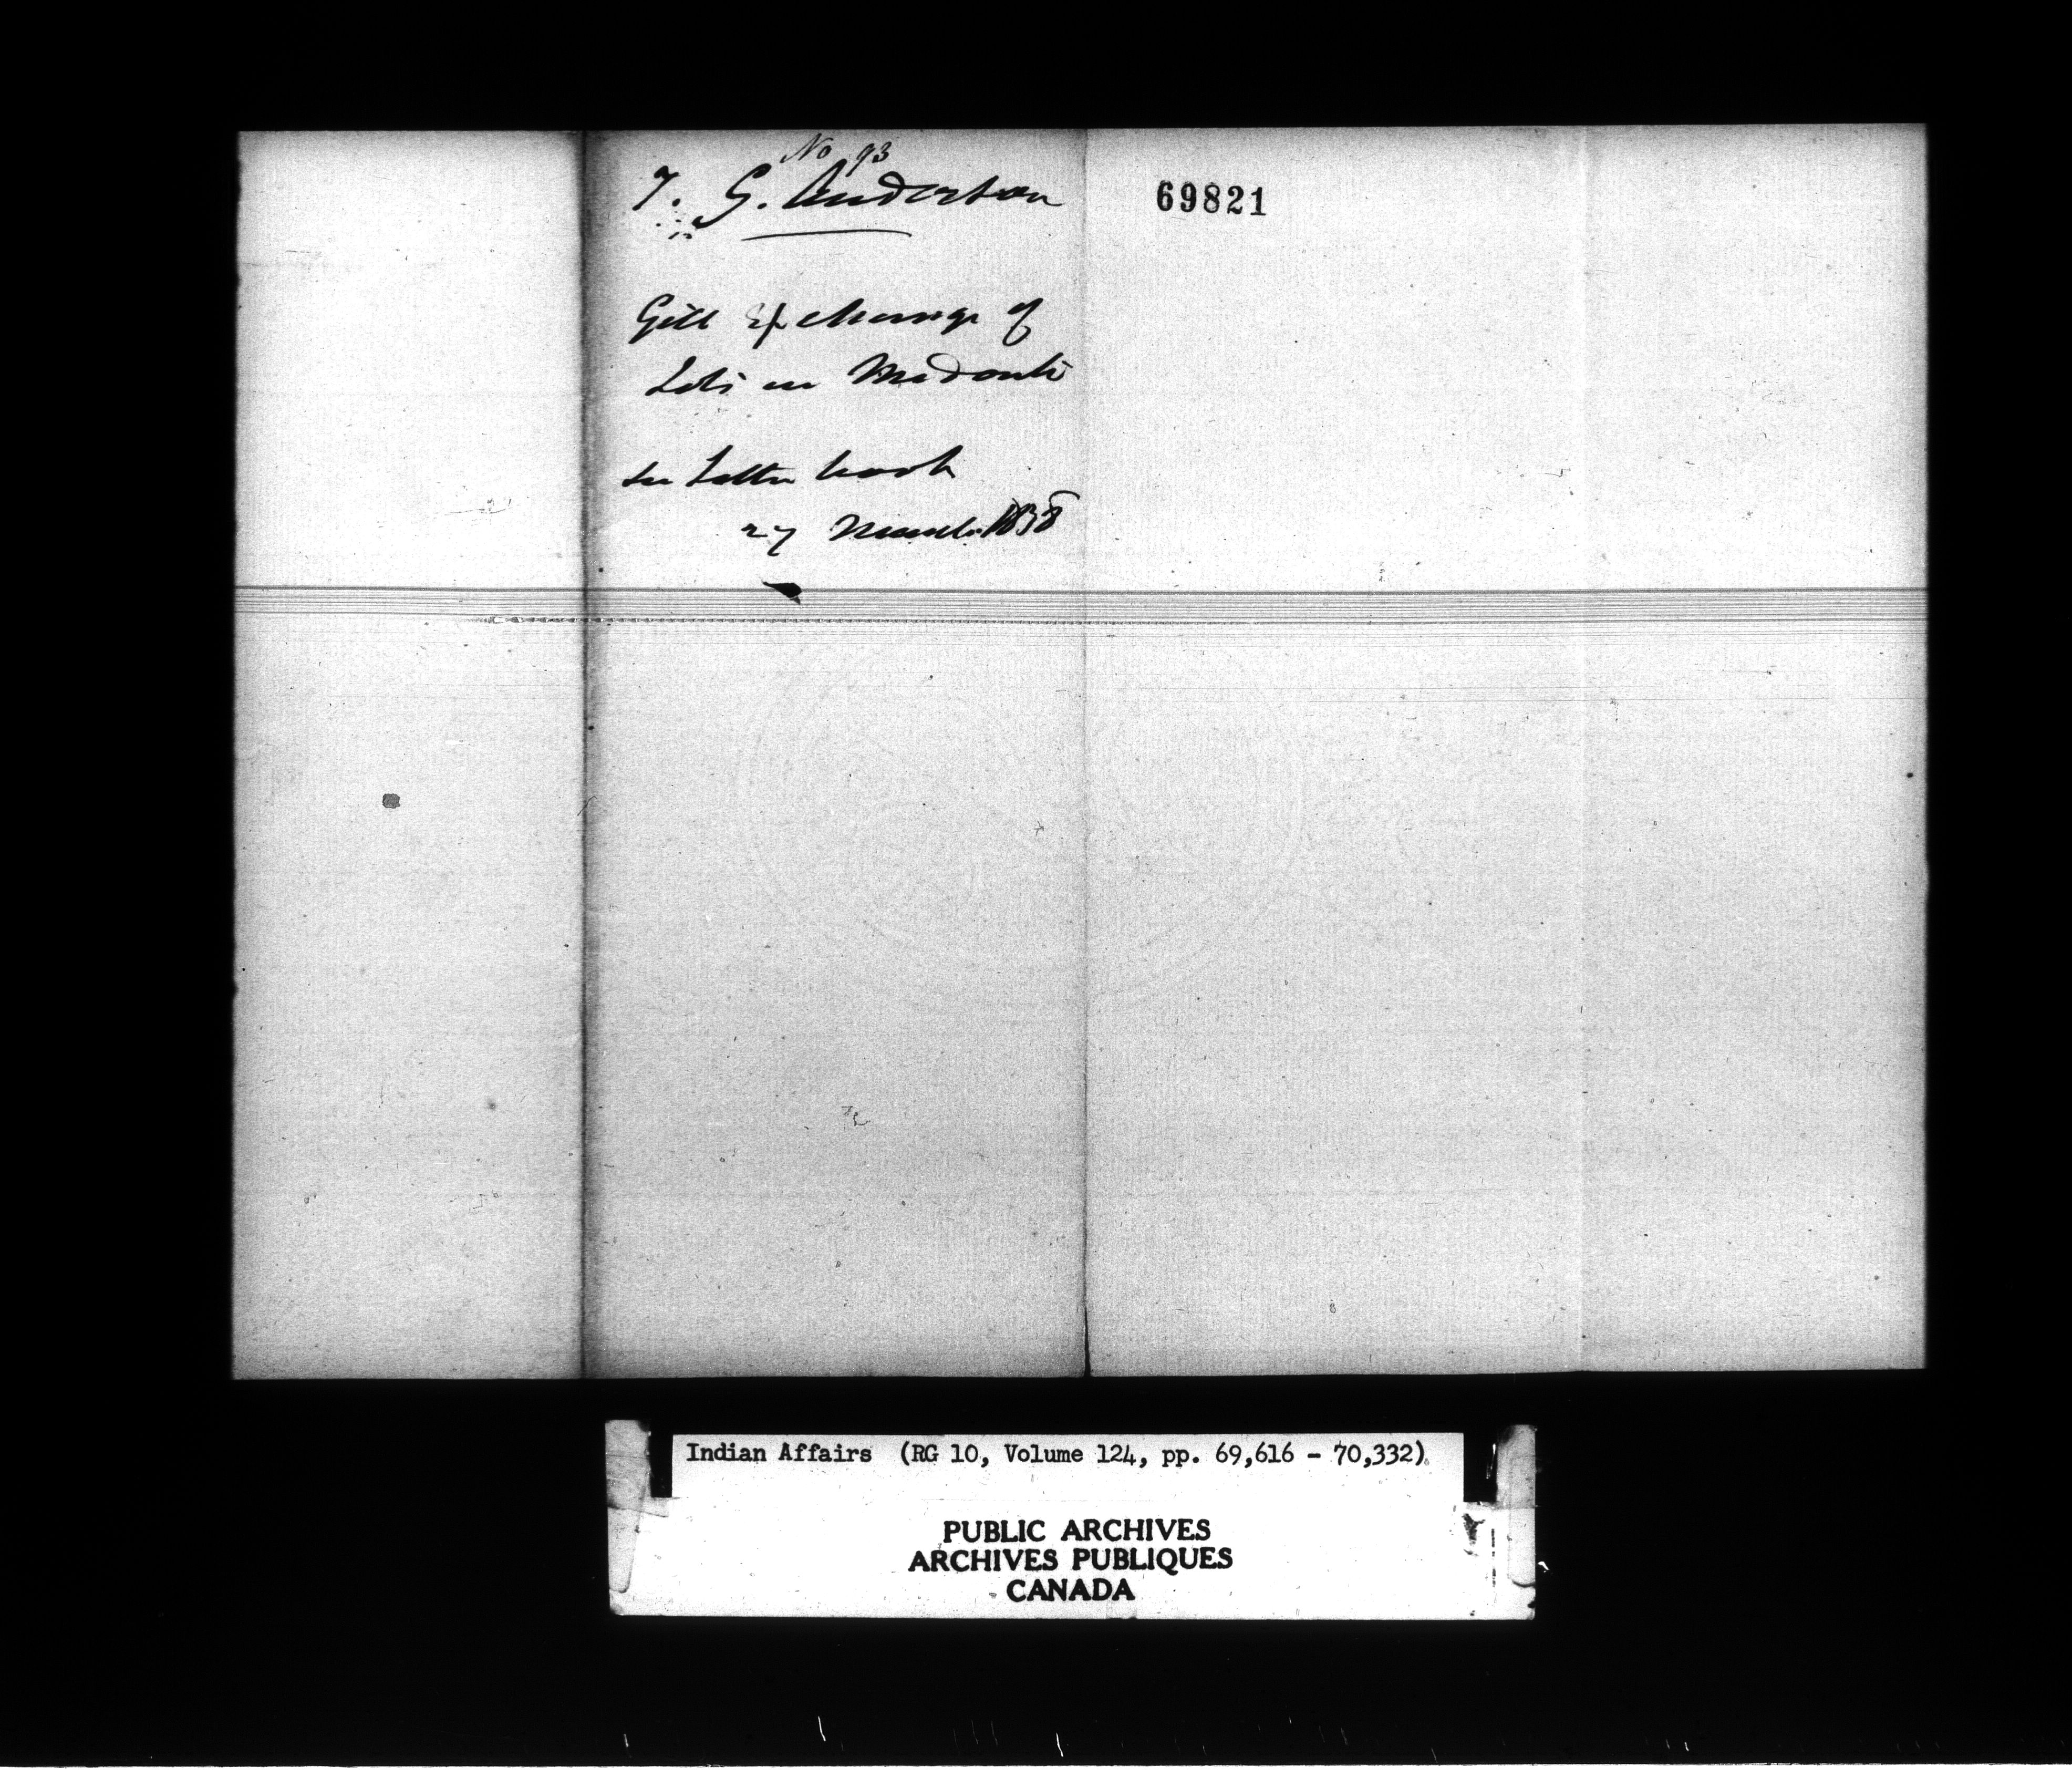 No 93
T. G. Anderson
69821
Gill Exchange of
Lots in Medonte
See Letter book
27 March 1838
Indian Affairs (RG 10, Volume 124, pp. 69,616 - 70,332)
PUBLIC ARCHIVES
ARCHIVES PUBLIQUES
CANADA